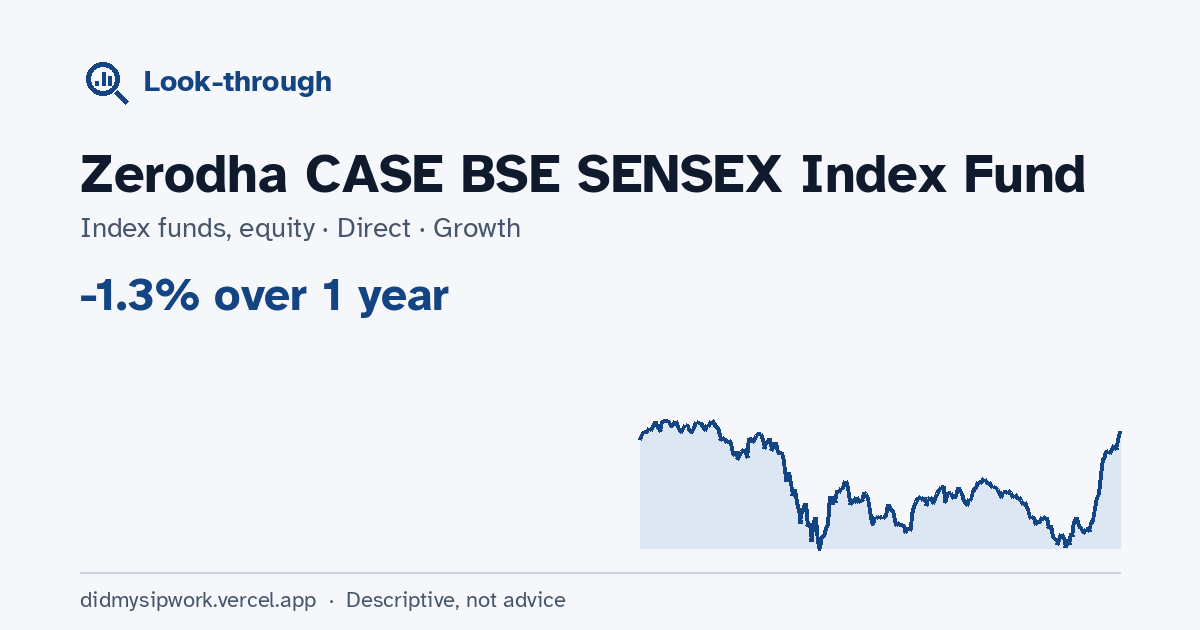 Look-through
Zerodha CASE BSE SENSEX Index Fund
Index funds, equity · Direct · Growth
-1.3% over 1 year
didmysipwork.vercel.app · Descriptive, not advice